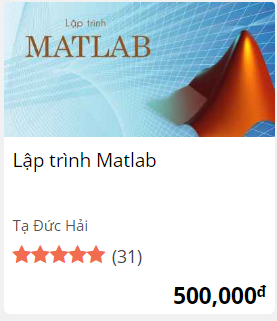 Lập trình
MATLAB
Lập trình Matlab
Tạ Đức Hải
(31)
500,000đ